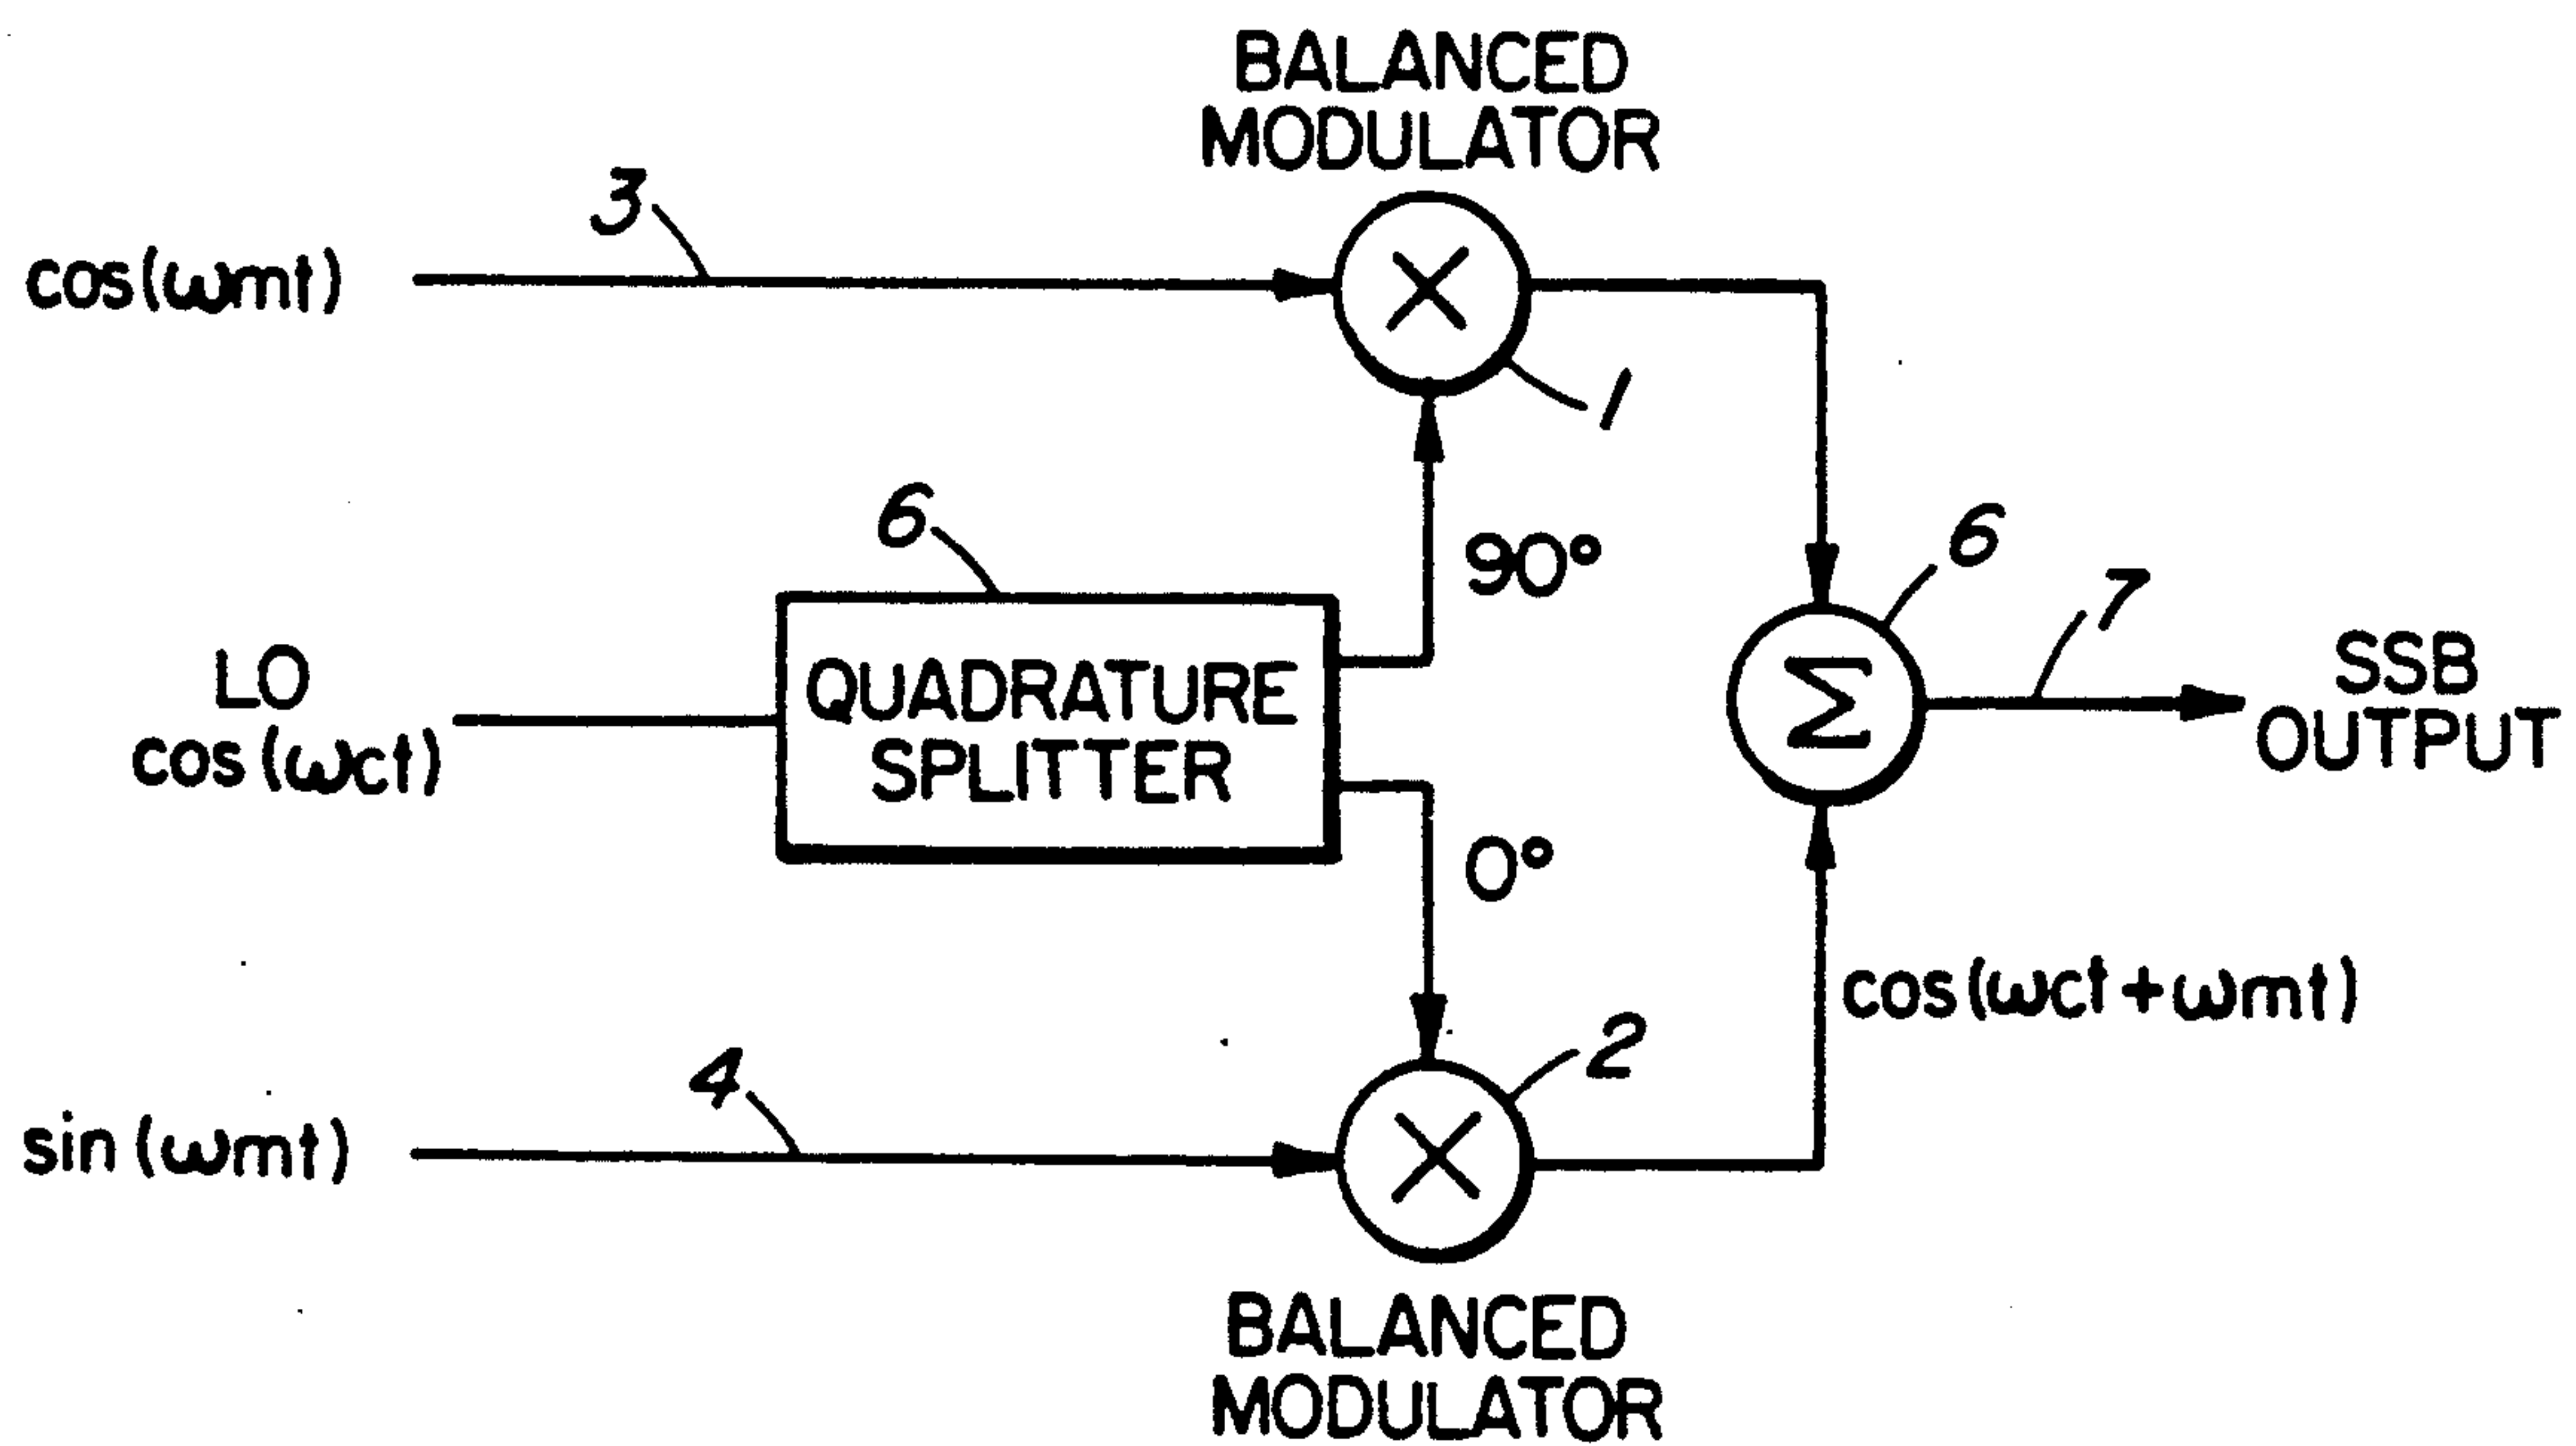 BALANCED
MODULATOR
3
cos(ωmt)
1
6
90°
6
7
LO
cos(ωct)
QUADRATURE
SPLITTER
Σ
SSB
OUTPUT
0°
cos(ωct+ωmt)
2
4
sin(ωmt)
BALANCED
MODULATOR